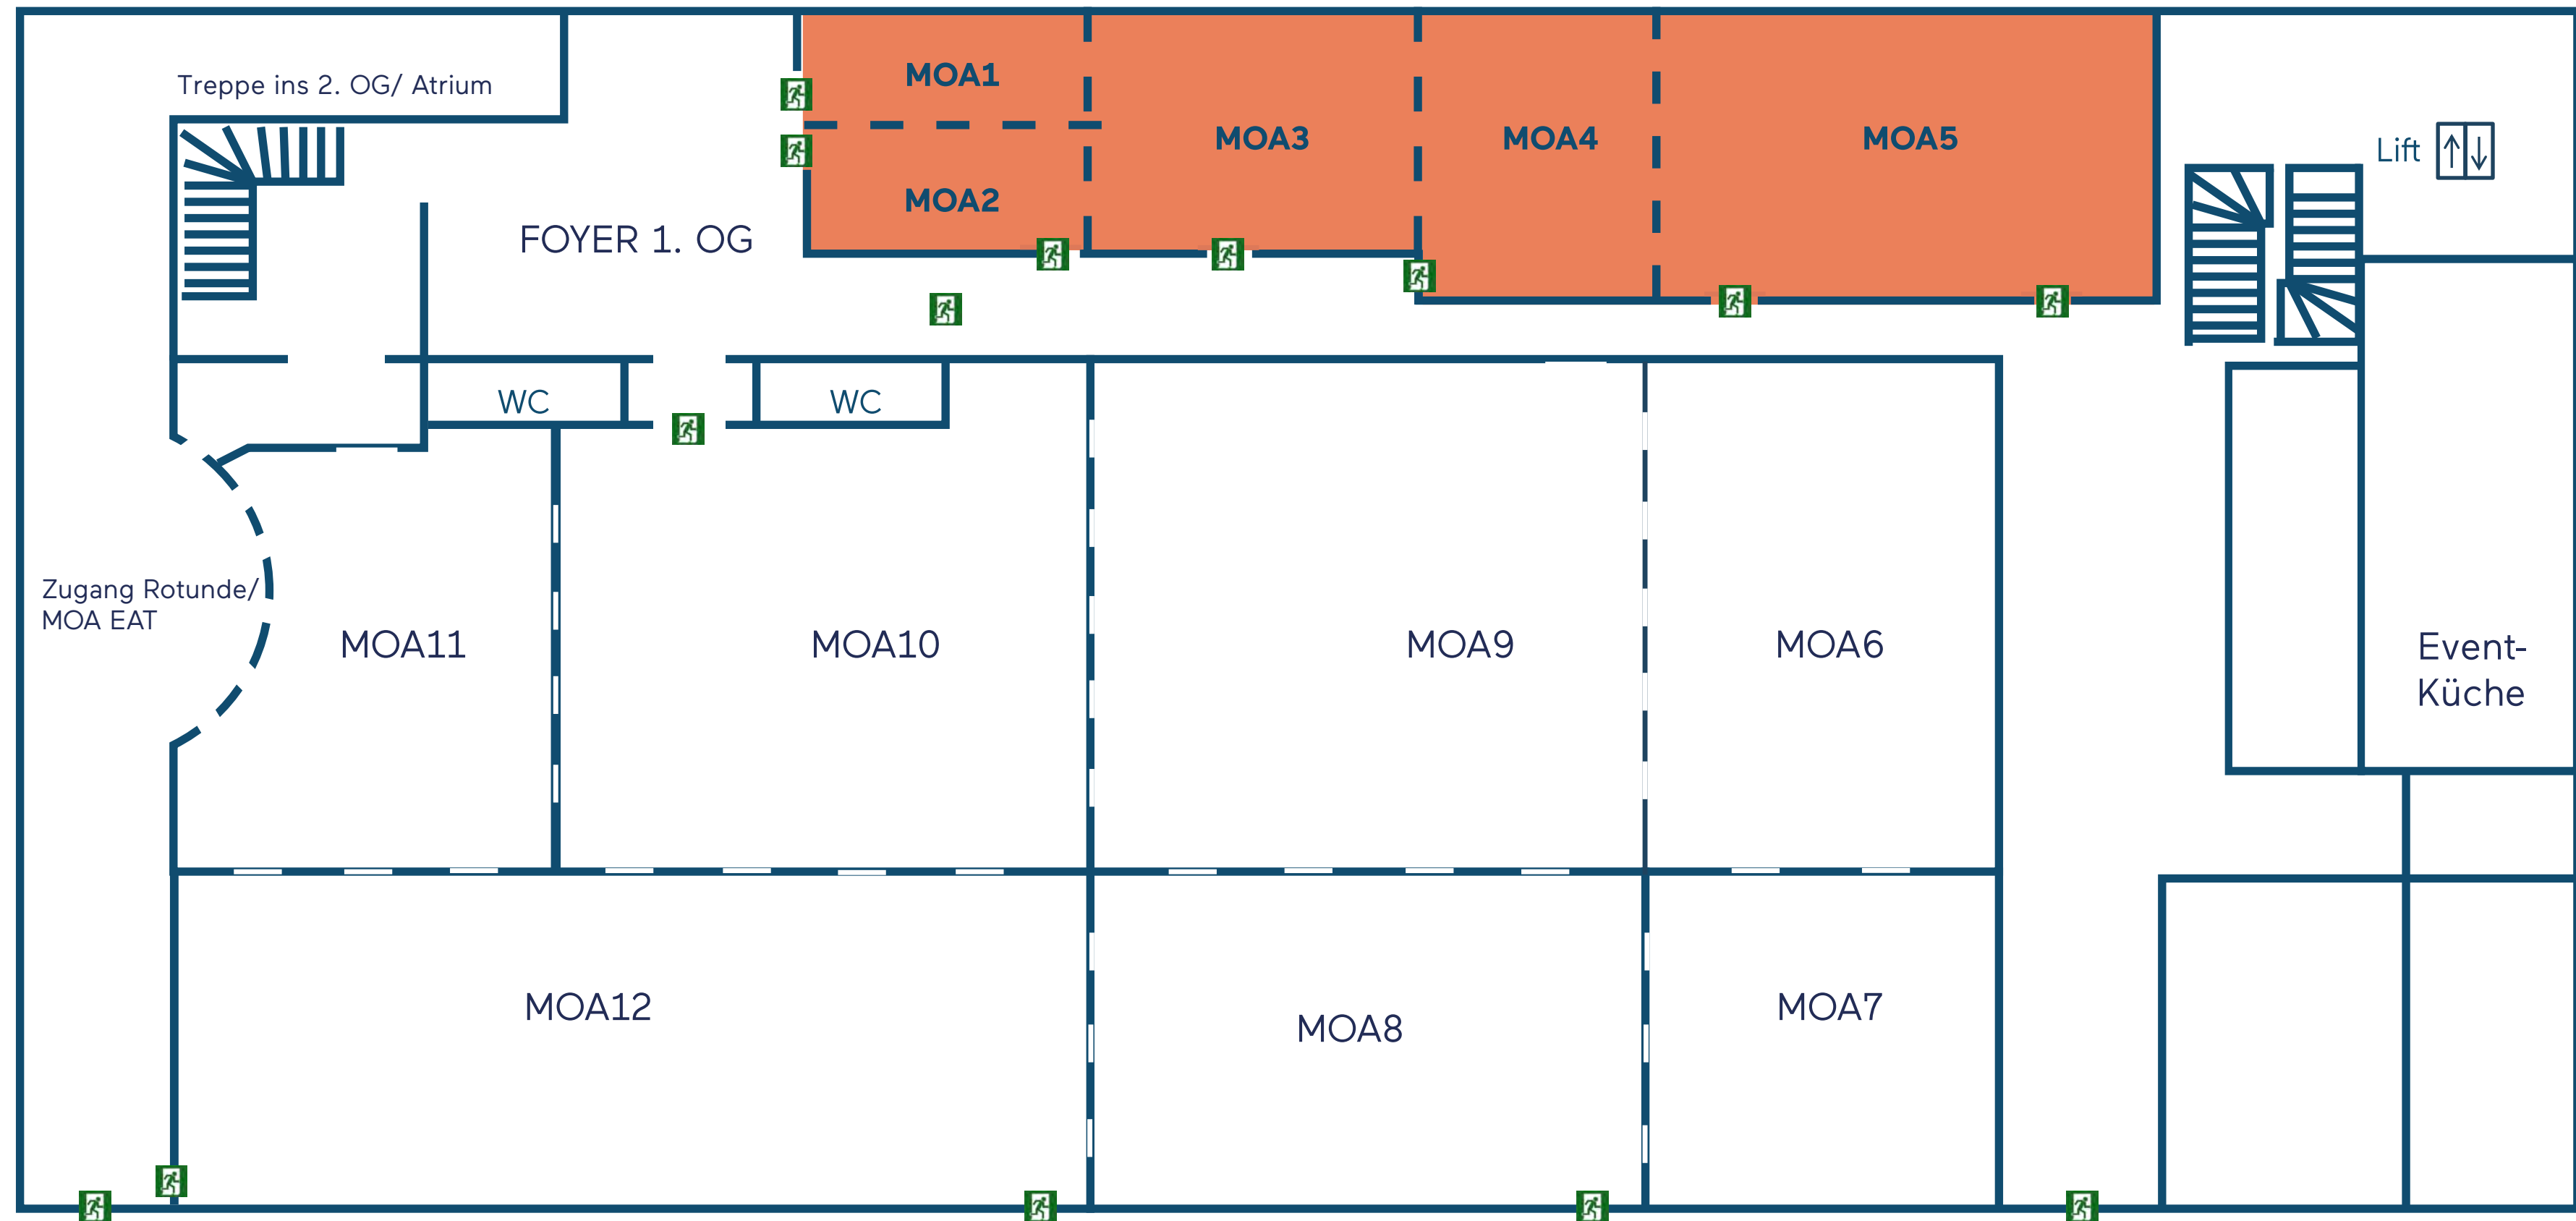 Treppe ins 2. OG/ Atrium
MOA1
MOA2
MOA3
MOA4
MOA5
Lift
FOYER 1. OG
WC
WC
Zugang Rotunde/
MOA EAT
MOA11
MOA10
MOA9
MOA6
Event-
Küche
MOA12
MOA8
MOA7